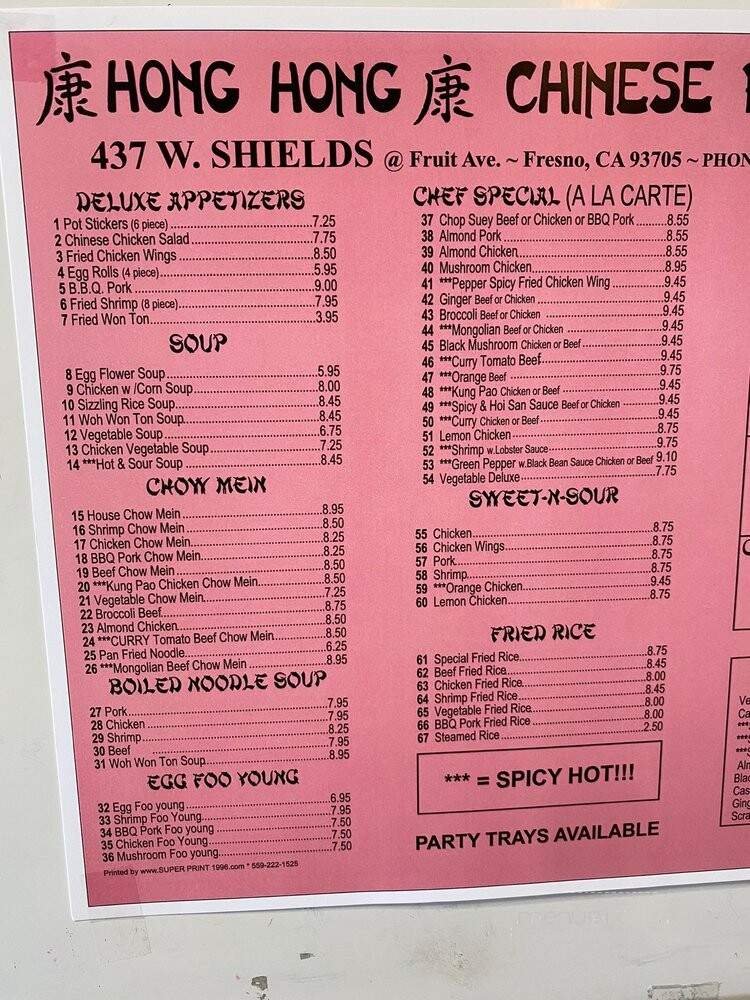 康 HONG HONG 康 CHINESE
437 W. SHIELDS @ Fruit Ave. ~ Fresno, CA 93705 ~ PHON
DELUXE APPETIZERS
1 Pot Stickers (6 piece) 7.25
2 Chinese Chicken Salad 7.75
3 Fried Chicken Wings 8.50
4 Egg Rolls (4 piece) 5.95
5 B.B.Q. Pork 9.00
6 Fried Shrimp (8 piece) 7.95
7 Fried Won Ton 3.95
SOUP
8 Egg Flower Soup 5.95
9 Chicken w /Corn Soup 8.00
10 Sizzling Rice Soup 8.45
11 Woh Won Ton Soup 8.45
12 Vegetable Soup 6.75
13 Chicken Vegetable Soup 7.25
14 ***Hot & Sour Soup 8.45
CHOW MEIN
15 House Chow Mein 8.95
16 Shrimp Chow Mein 8.50
17 Chicken Chow Mein 8.25
18 BBQ Pork Chow Mein 8.25
19 Beef Chow Mein 8.50
20 ***Kung Pao Chicken Chow Mein 8.50
21 Vegetable Chow Mein 7.25
22 Broccoli Beef 8.75
23 Almond Chicken 8.50
24 ***CURRY Tomato Beef Chow Mein 8.50
25 Pan Fried Noodle 6.25
26 ***Mongolian Beef Chow Mein 8.95
BOILED NOODLE SOUP
27 Pork 7.95
28 Chicken 7.95
29 Shrimp 8.25
30 Beef 7.95
31 Woh Won Ton Soup 8.95
EGG FOO YOUNG
32 Egg Foo young 6.95
33 Shrimp Foo Young 7.95
34 BBQ Pork Foo young 7.50
35 Chicken Foo Young 7.50
36 Mushroom Foo young 7.50
Printed by www.SUPER PRINT 1996.com * 559-222-1525
CHEF SPECIAL (A LA CARTE)
37 Chop Suey Beef or Chicken or BBQ Pork 8.55
38 Almond Pork 8.55
39 Almond Chicken 8.55
40 Mushroom Chicken 8.95
41 ***Pepper Spicy Fried Chicken Wing 9.45
42 Ginger Beef or Chicken 9.45
43 Broccoli Beef or Chicken 9.45
44 ***Mongolian Beef or Chicken 9.45
45 Black Mushroom Chicken or Beef 9.45
46 ***Curry Tomato Beef 9.45
47 ***Orange Beef 9.75
48 ***Kung Pao Chicken or Beef 9.45
49 ***Spicy & Hoi San Sauce Beef or Chicken 9.45
50 ***Curry Chicken or Beef 9.45
51 Lemon Chicken 8.75
52 ***Shrimp w.Lobster Sauce 9.75
53 ***Green Pepper w.Black Bean Sauce Chicken or Beef 9.10
54 Vegetable Deluxe 7.75
SWEET-N-SOUR
55 Chicken 8.75
56 Chicken Wings 8.75
57 Pork 8.75
58 Shrimp 8.75
59 ***Orange Chicken 9.45
60 Lemon Chicken 8.75
FRIED RICE
61 Special Fried Rice 8.75
62 Beef Fried Rice 8.45
63 Chicken Fried Rice 8.00
64 Shrimp Fried Rice 8.45
65 Vegetable Fried Rice 8.00
66 BBQ Pork Fried Rice 8.00
67 Steamed Rice 2.50
*** = SPICY HOT!!!
PARTY TRAYS AVAILABLE
Ve
Ca
***
***
***
Alm
Blac
Cas
Ging
Scra